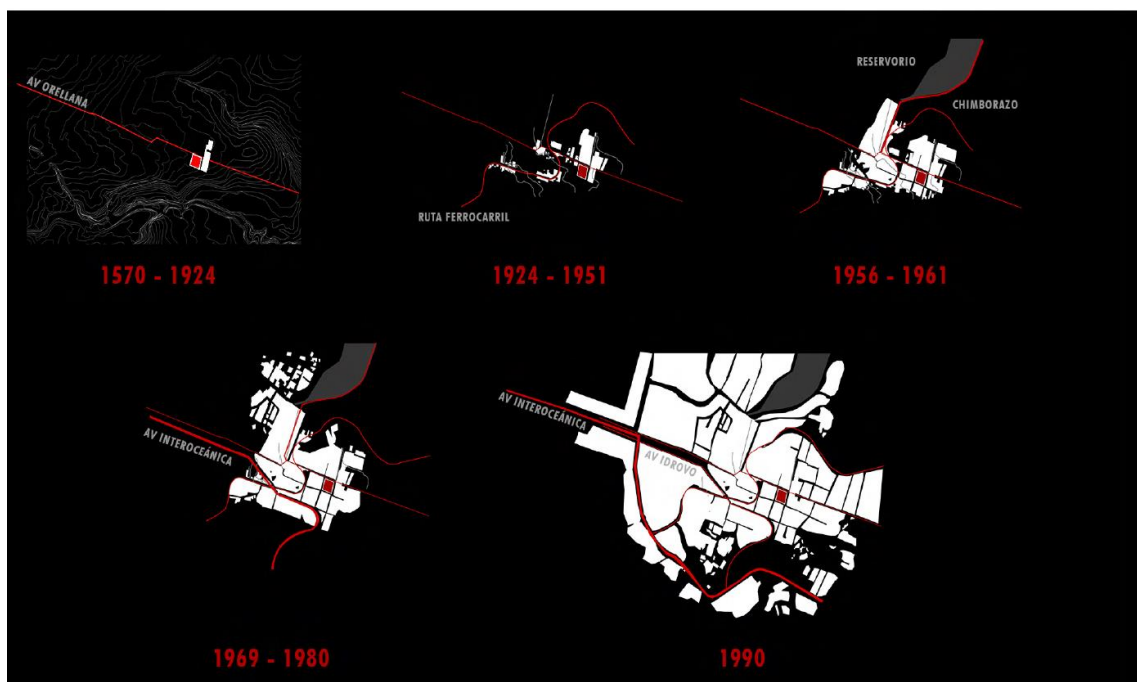 AV ORELLANA
1570 - 1924
RUTA FERROCARRIL
1924 - 1951
RESERVORIO
CHIMBORAZO
1956 - 1961
AV INTEROCEÁNICA
1969 - 1980
AV INTEROCEÁNICA
AV IDROVO
1990